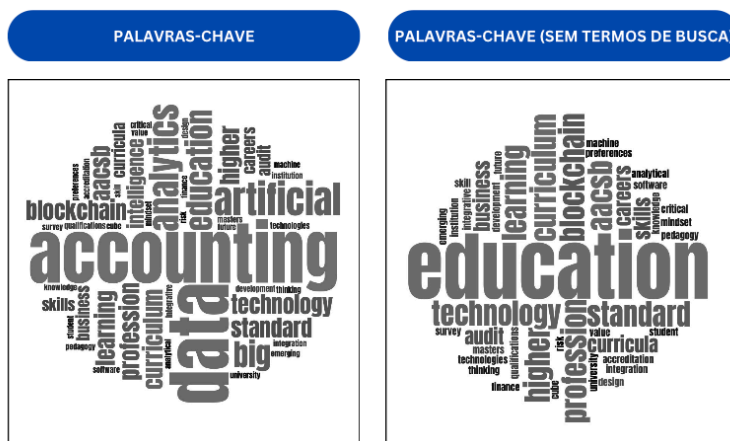 PALAVRAS-CHAVE
critical
value
design
analytics
education
preferences
accreditation
aacsb
skill
curricula
intelligence
mindset
finance
risk
higher
careers
audit
machine
institution
blockchain
artificial
masters
future
survey
qualifications
cube
technologies
accounting
knowledge
skills
student
business
pedagogy
learning
software
profession
curriculum
integrative
analytical
data
development
thinking
technology
standard
big
integration
emerging
university
PALAVRAS-CHAVE (SEM TERMOS DE BUSCA)
emerging
institution
skill
integrative
business
development
future
learning
curriculum
blockchain
machine
preferences
aacsb
careers
analytical
software
skills
knowledge
critical
mindset
pedagogy
education
technology
standard
survey
audit
masters
technologies
thinking
qualifications
finance
higher
cube
risk
profession
value
student
curricula
university
accreditation
integration
design